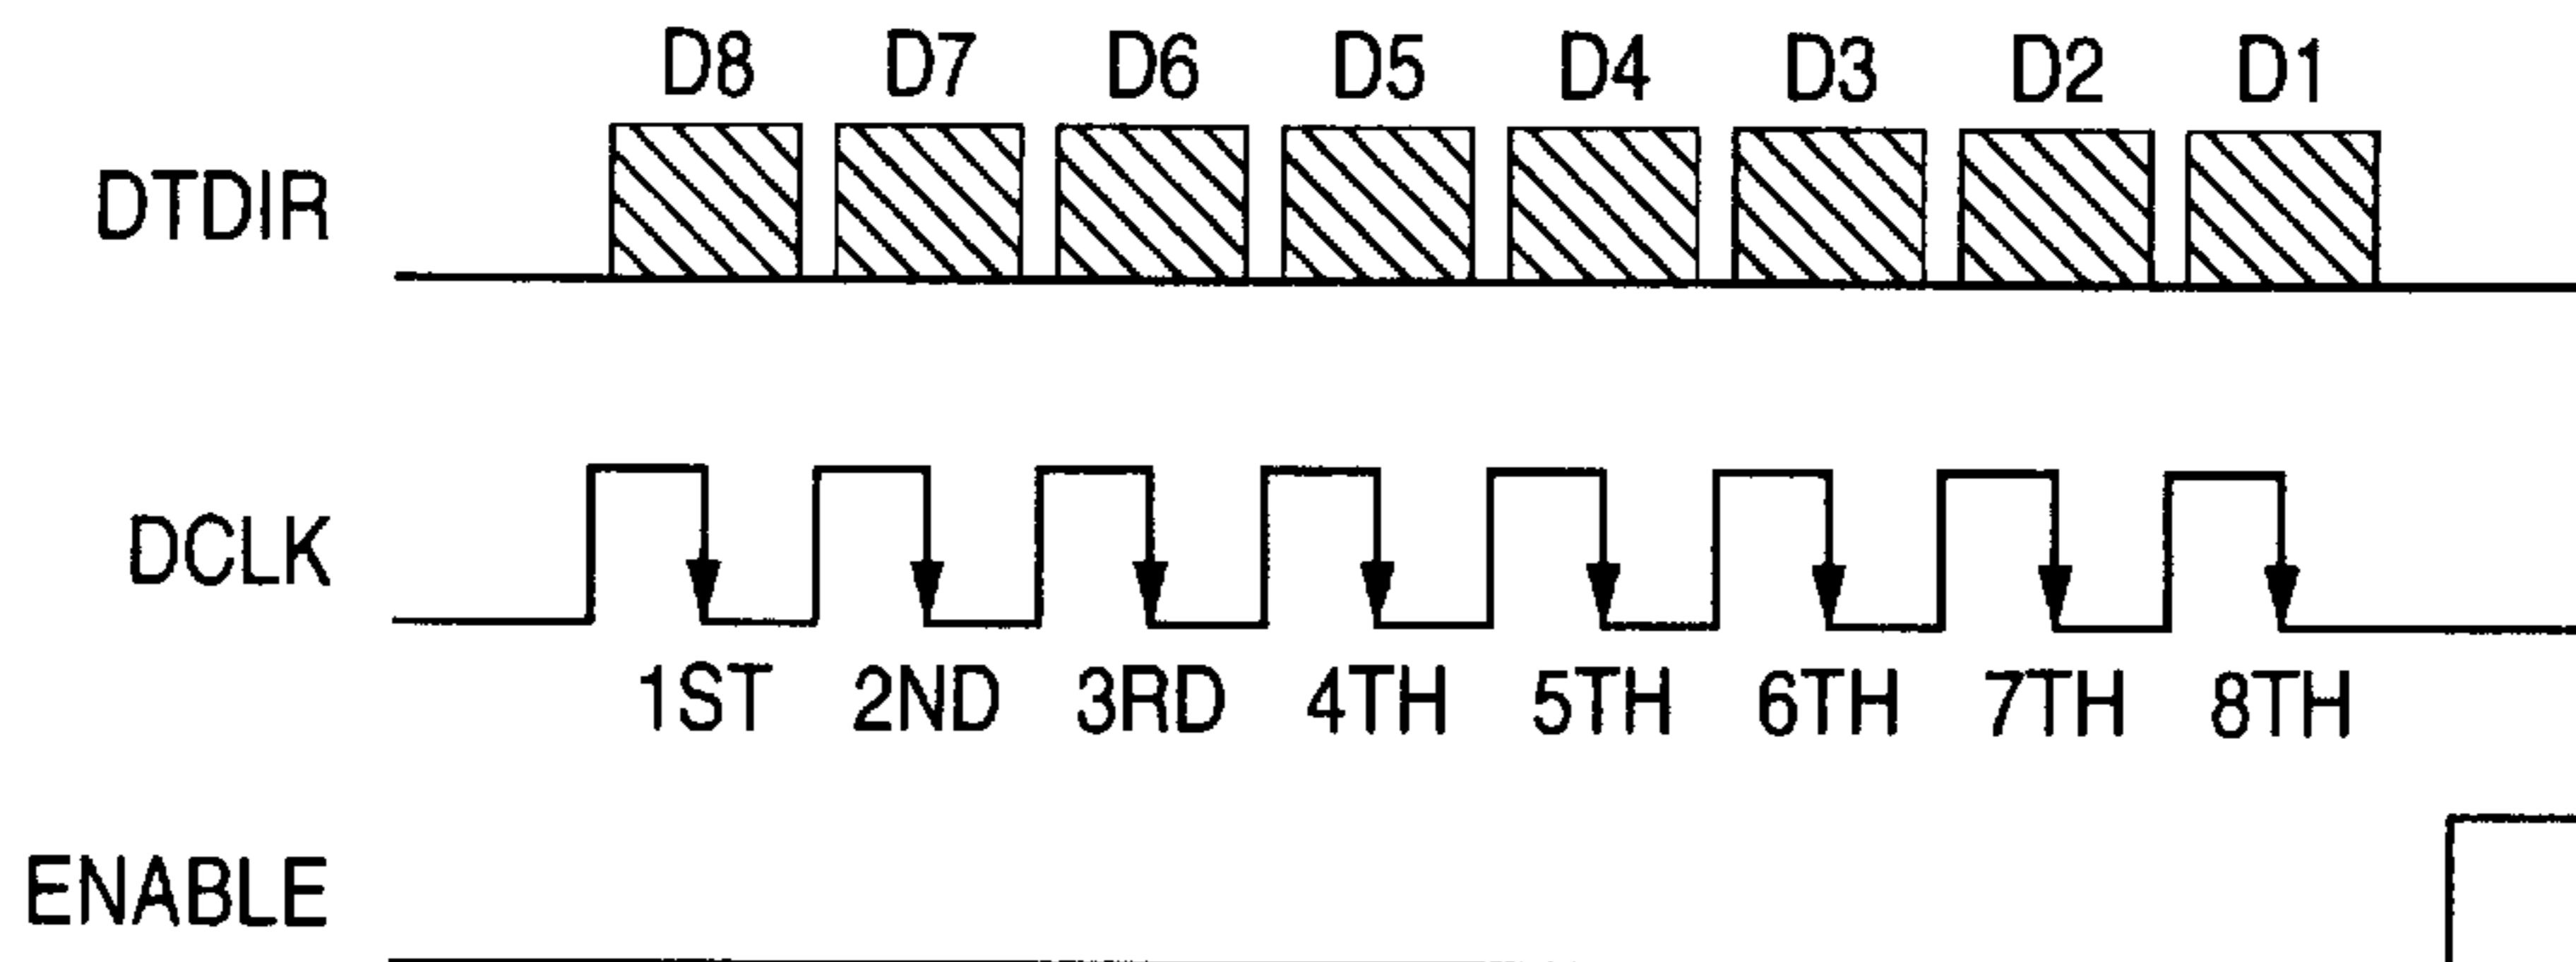 D8 D7 D6 D5 D4 D3 D2 D1
DTDIR
DCLK
1ST 2ND 3RD 4TH 5TH 6TH 7TH 8TH
ENABLE